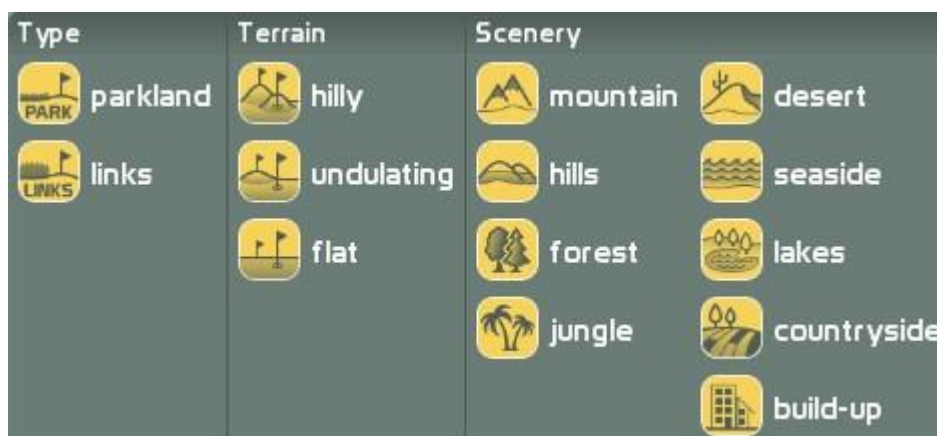 Type
PARK parkland
LINKS links
Terrain
hilly
undulating
flat
Scenery
mountain
hills
forest
jungle
desert
seaside
lakes
countryside
build-up